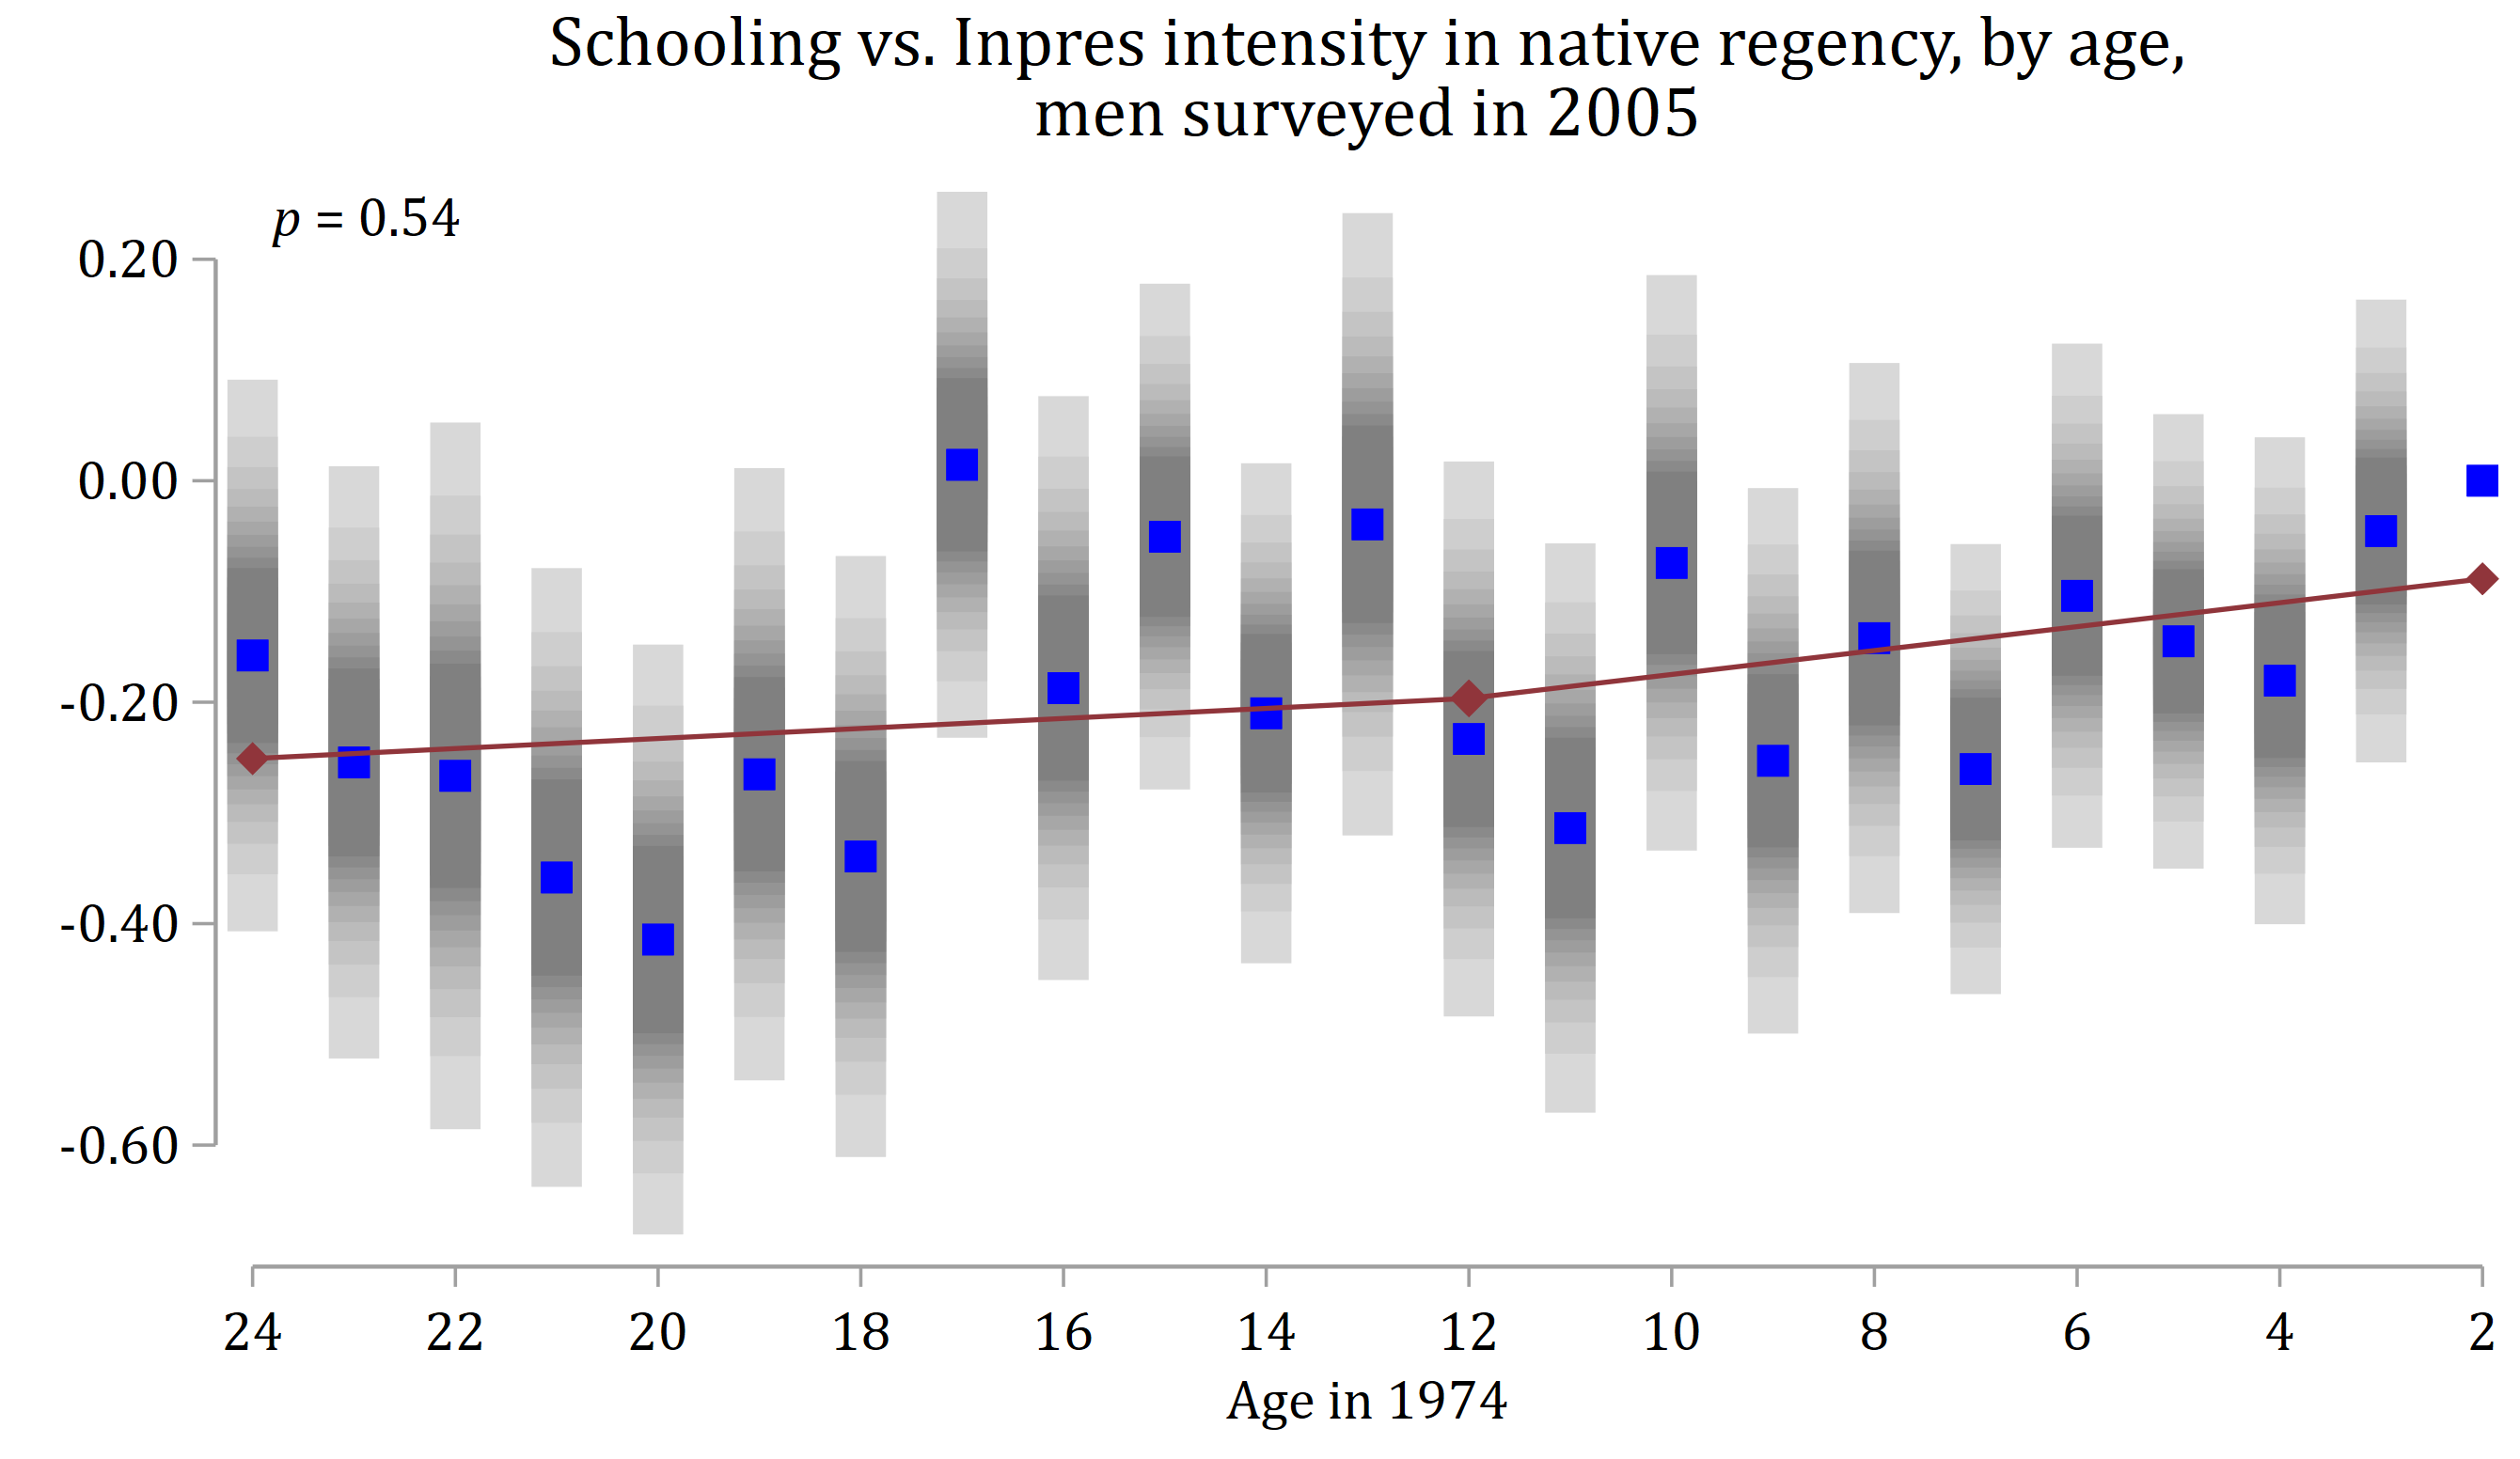 Schooling vs. Inpres intensity in native regency, by age,
men surveyed in 2005
p = 0.54
0.20
0.00
-0.20
-0.40
-0.60
24 22 20 18 16 14 12 10 8 6 4 2
Age in 1974